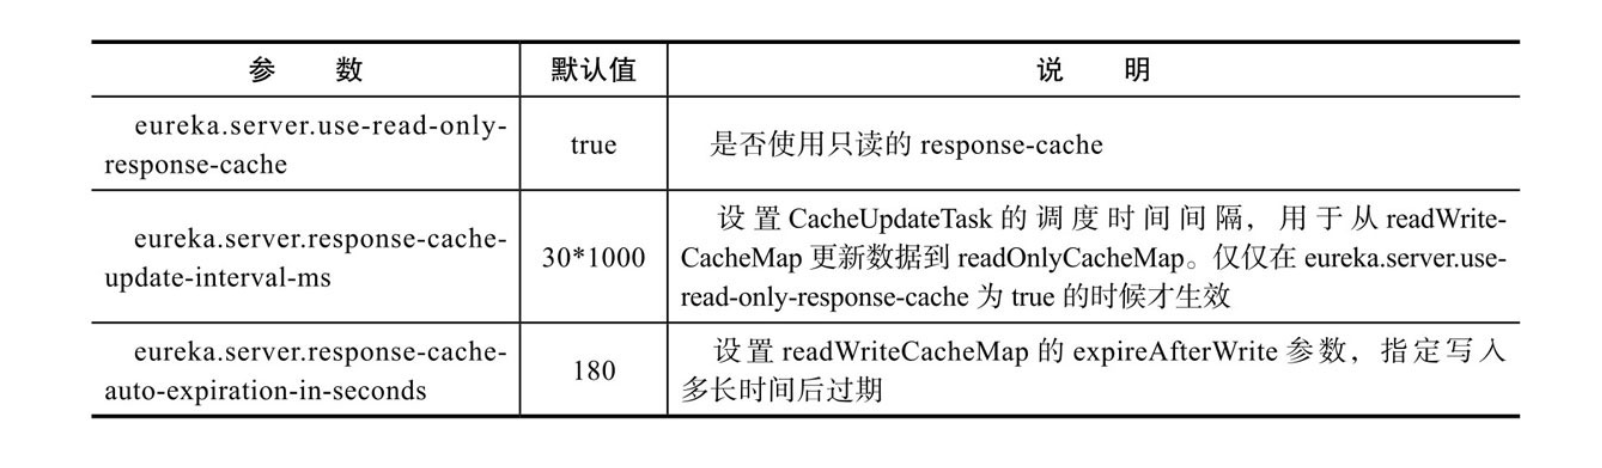 参 数 默认值 说 明
eureka.server.use-read-only-
response-cache
true
是否使用只读的 response-cache
eureka.server.response-cache-
update-interval-ms
30*1000
设置 CacheUpdateTask 的调度时间间隔，用于从 readWrite-
CacheMap 更新数据到 readOnlyCacheMap。仅仅在 eureka.server.use-
read-only-response-cache 为 true 的时候才生效
eureka.server.response-cache-
auto-expiration-in-seconds
180
设置 readWriteCacheMap 的 expireAfterWrite 参数，指定写入
多长时间后过期